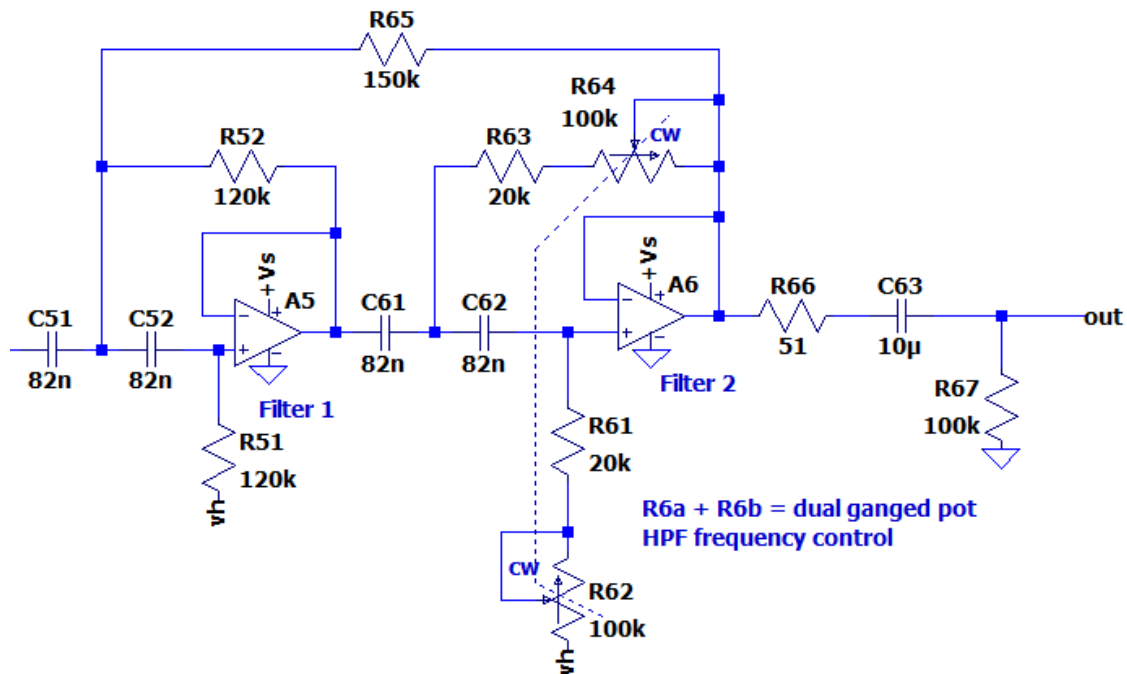 R65
150k
R64
100k
cw
R52
120k
R63
20k
+Vs
A5
+Vs
A6
C51
82n
C52
82n
C61
82n
C62
82n
R66
51
C63
10µ
out
- + + -
- + + -
Filter 1
Filter 2
R51
120k
vh
R61
20k
R67
100k
R6a + R6b = dual ganged pot
HPF frequency control
cw
R62
100k
vh